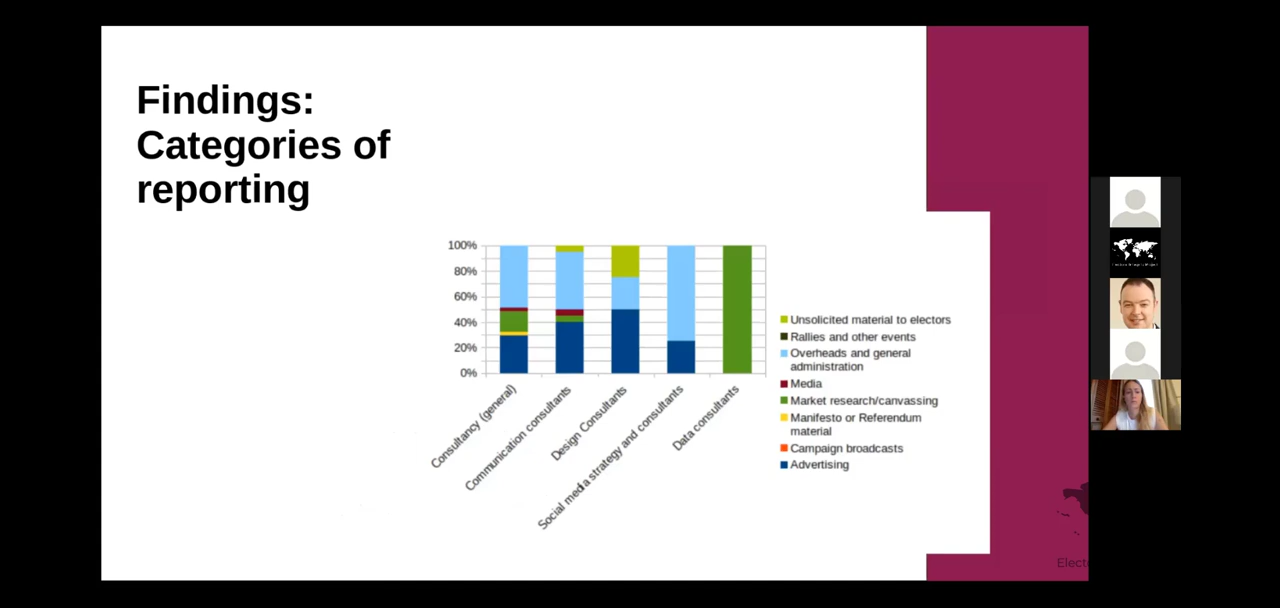 Findings:
Categories of
reporting
100%
80%
60%
40%
20%
0%
Consultancy (general)
Communication consultants
Design Consultants
Social media strategy and consultants
Data consultants
Unsolicited material to electors
Rallies and other events
Overheads and general
administration
Media
Market research/canvassing
Manifesto or Referendum
material
Campaign broadcasts
Advertising